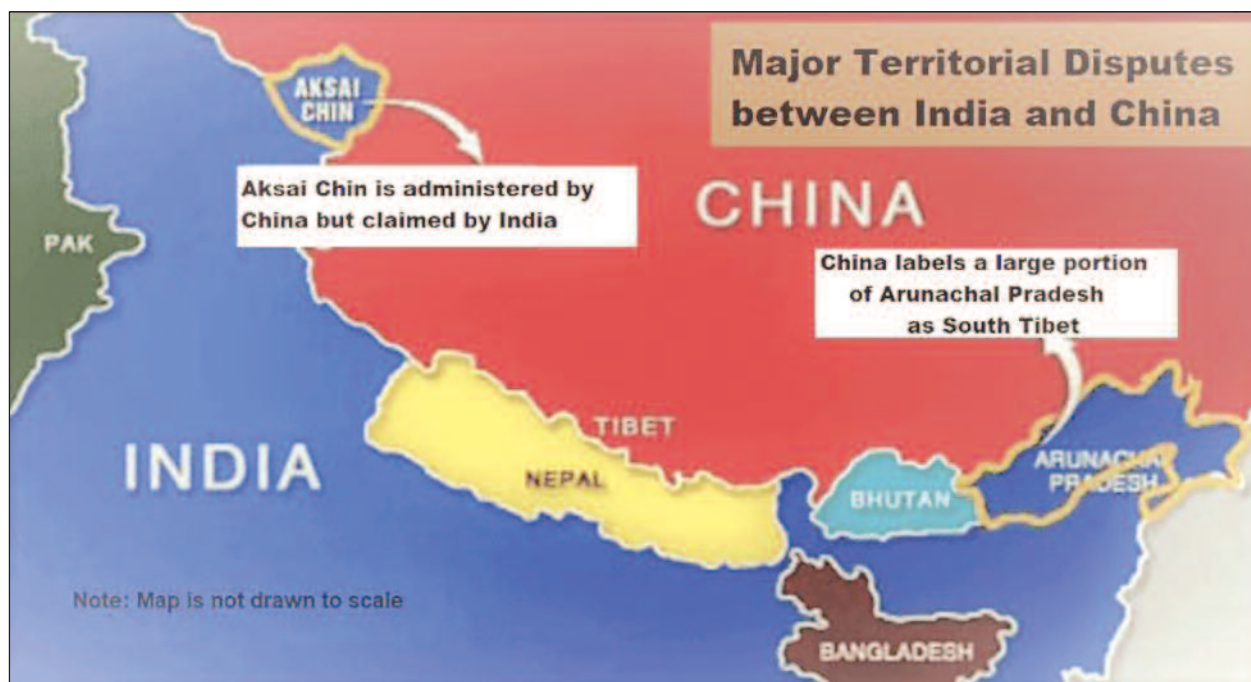 Major Territorial Disputes
between India and China
AKSAI
CHIN
Aksai Chin is administered by
China but claimed by India
CHINA
PAK
China labels a large portion
of Arunachal Pradesh
as South Tibet
TIBET
INDIA
NEPAL
BHUTAN
ARUNACHAL
PRADESH
Note: Map is not drawn to scale
BANGLADESH